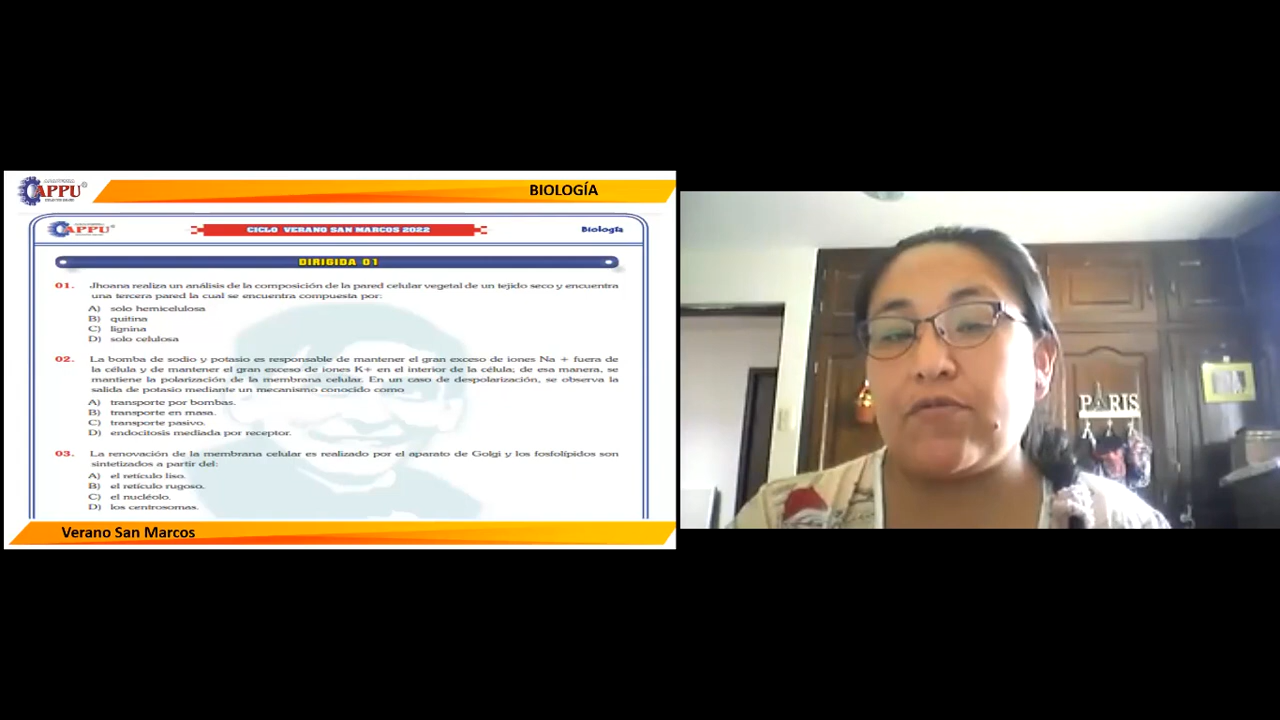 APPU
BIOLOGÍA
APPU
CICLO VERANO SAN MARCOS 2022
Biología
DIRIGIDA 01
01. Jhoana realiza un análisis de la composición de la pared celular vegetal de un tejido seco y encuentra
una tercera pared la cual se encuentra compuesta por:
A) solo hemicelulosa
B) quitina
C) lignina
D) solo celulosa
02. La bomba de sodio y potasio es responsable de mantener el gran exceso de iones Na + fuera de
la célula y de mantener el gran exceso de iones K+ en el interior de la célula; de esa manera, se
mantiene la polarización de la membrana celular. En un caso de despolarización, se observa la
salida de potasio mediante un mecanismo conocido como
A) transporte por bombas.
B) transporte en masa.
C) transporte pasivo.
D) endocitosis mediada por receptor.
03. La renovación de la membrana celular es realizado por el aparato de Golgi y los fosfolípidos son
sintetizados a partir del:
A) el retículo liso.
B) el retículo rugoso.
C) el nucléolo.
D) los centrosomas.
Verano San Marcos
PARIS